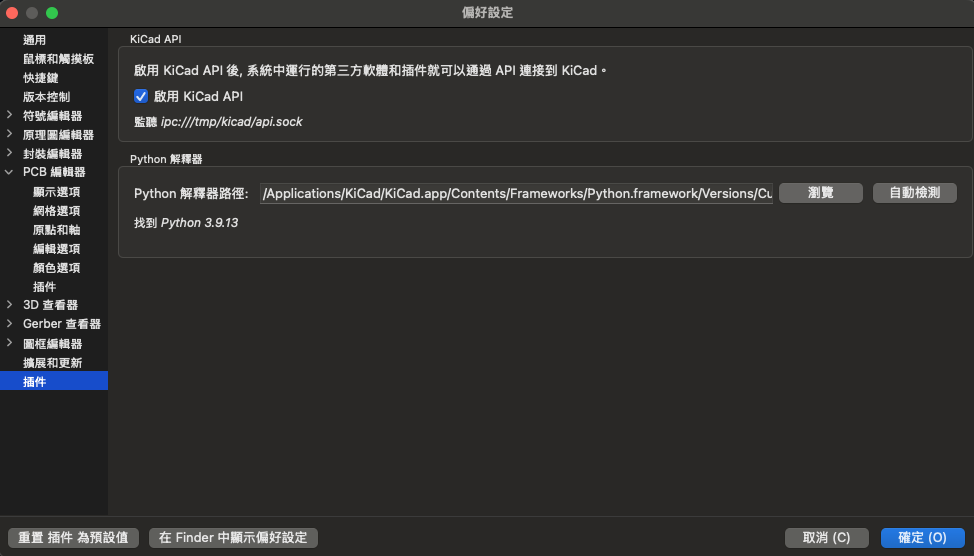 偏好設定
通用
鼠標和觸摸板
快捷鍵
版本控制
符號編輯器
原理圖編輯器
封裝編輯器
PCB 編輯器
顯示選項
網格選項
原點和軸
編輯選項
顏色選項
插件
3D 查看器
Gerber 查看器
圖框編輯器
擴展和更新
插件
KiCad API
啟用 KiCad API 後, 系統中運行的第三方軟體和插件就可以通過 API 連接到 KiCad。
啟用 KiCad API
監聽 ipc:///tmp/kicad/api.sock
Python 解釋器
Python 解釋器路徑: /Applications/KiCad/KiCad.app/Contents/Frameworks/Python.framework/Versions/Cu 瀏覽 自動檢測
找到 Python 3.9.13
重置 插件 為預設值 在 Finder 中顯示偏好設定 取消 (C) 確定 (O)